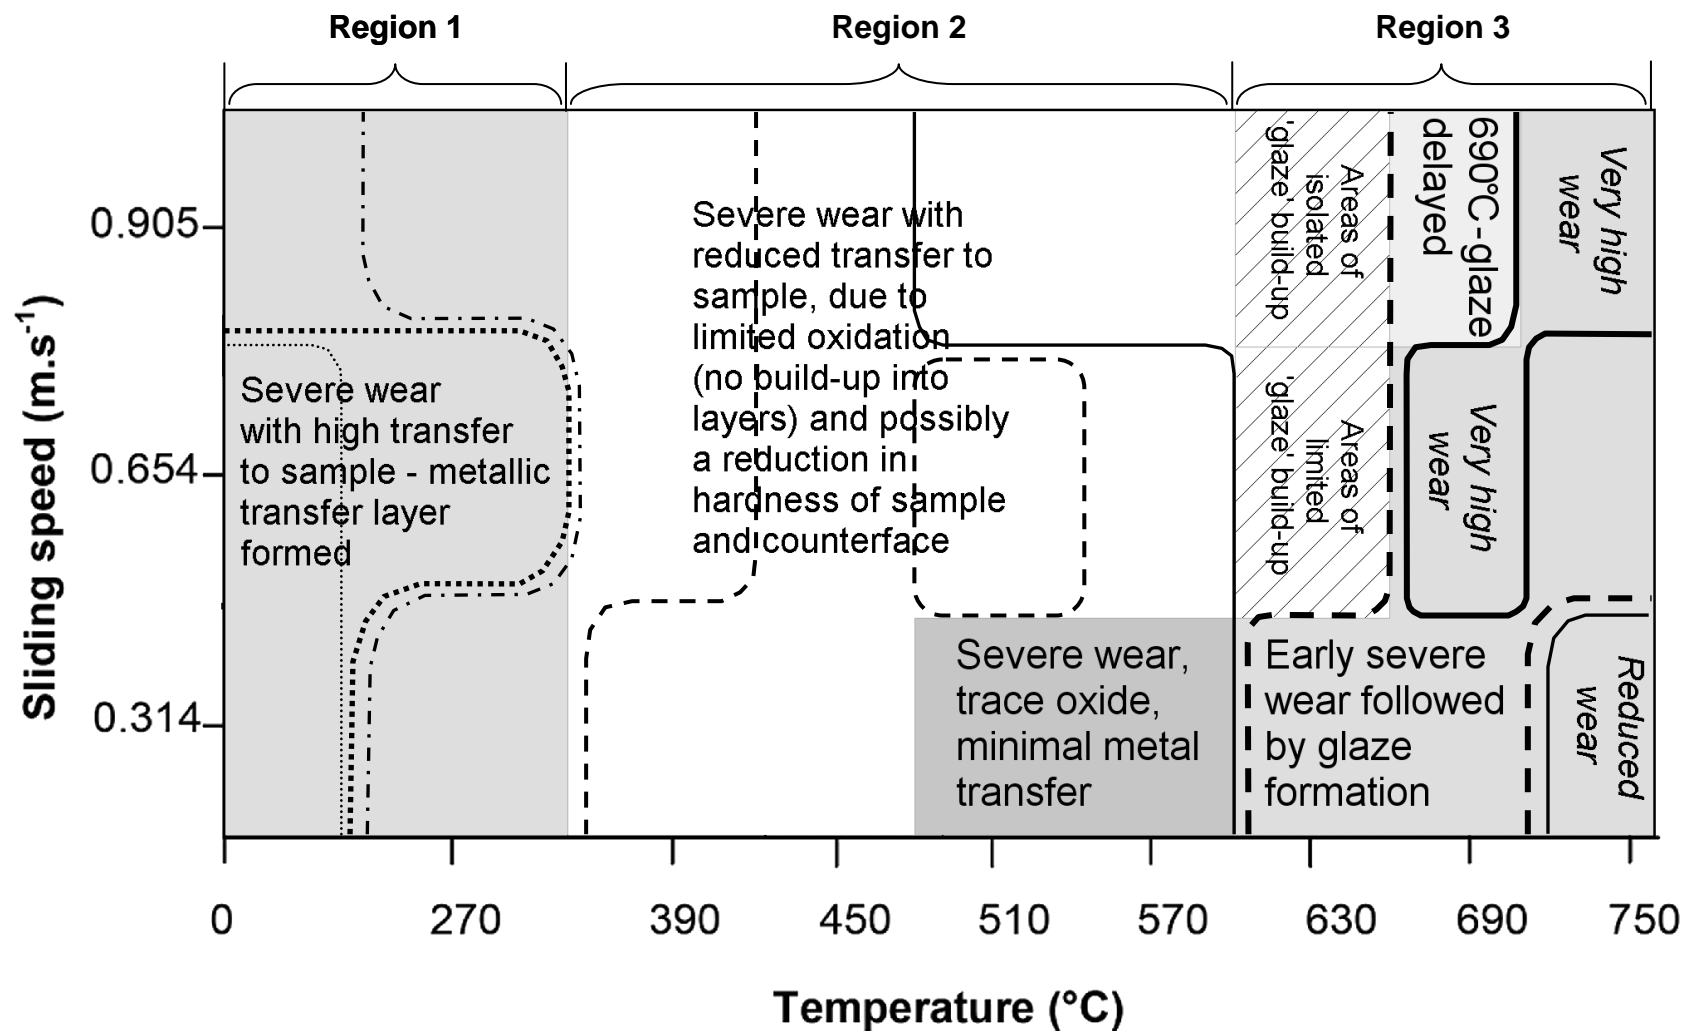 Region 1
Region 2
Region 3
Sliding speed (m.s-1)
0.905
0.654
0.314
Severe wear
with high transfer
to sample - metallic
transfer layer
formed
Severe wear with
reduced transfer to
sample, due to
limited oxidation
(no build-up into
layers) and possibly
a reduction in
hardness of sample
and counterface
Severe wear,
trace oxide,
minimal metal
transfer
Areas of
isolated
'glaze' build-up
Areas of
limited
'glaze' build-up
690°C -glaze
delayed
Very high
wear
Very high
wear
Early severe
wear followed
by glaze
formation
Reduced
wear
0
270
390
450
510
570
630
690
750
Temperature (°C)